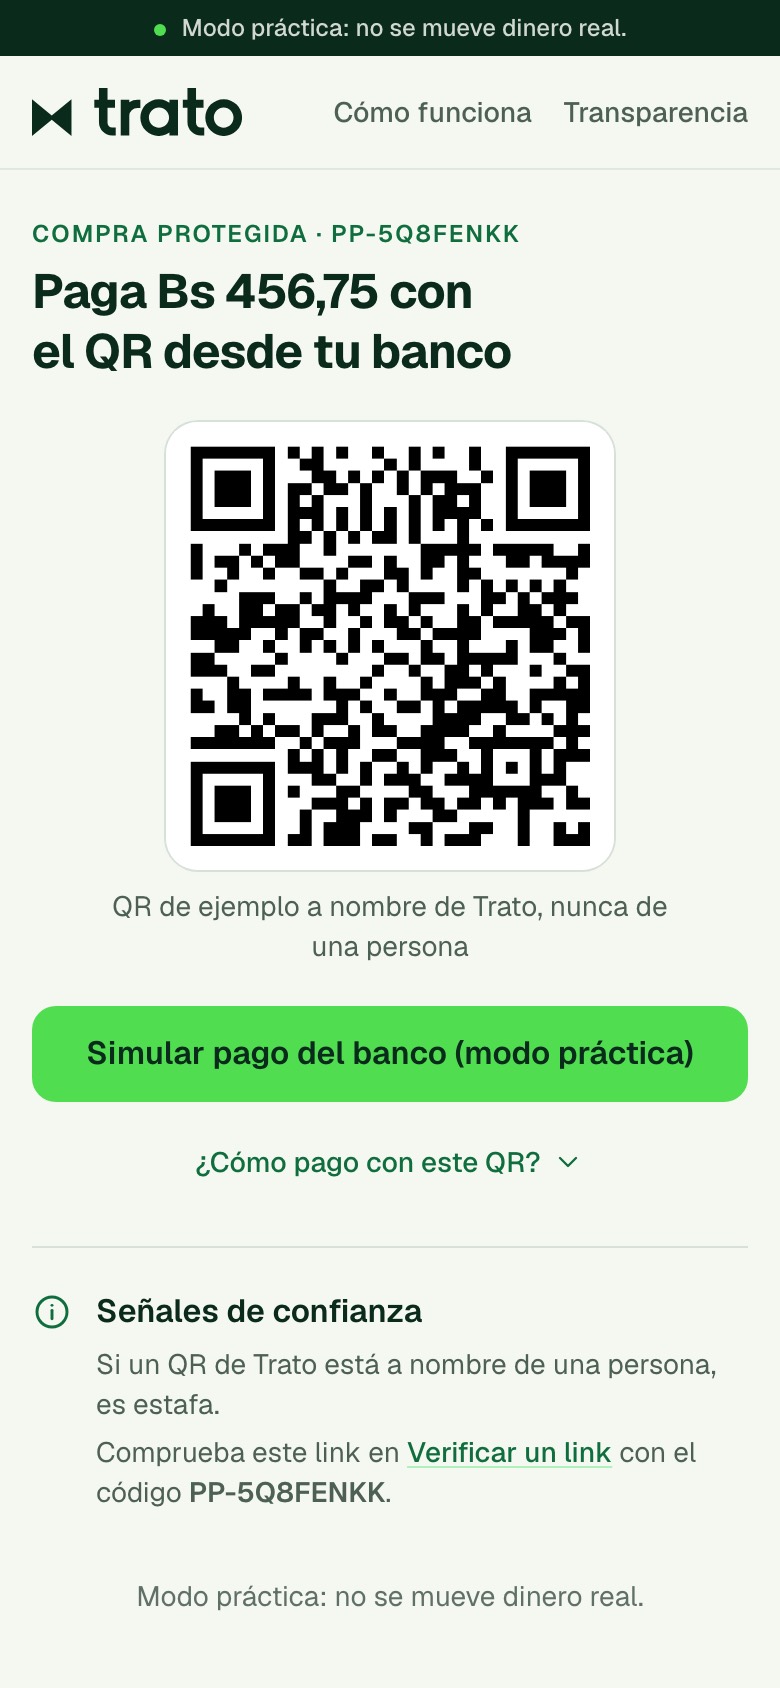 Modo práctica: no se mueve dinero real.
trato
Cómo funciona
Transparencia
COMPRA PROTEGIDA · PP-5Q8FENKK
Paga Bs 456,75 con
el QR desde tu banco
QR de ejemplo a nombre de Trato, nunca de
una persona
Simular pago del banco (modo práctica)
¿Cómo pago con este QR?
Señales de confianza
Si un QR de Trato está a nombre de una persona,
es estafa.
Comprueba este link en Verificar un link con el
código PP-5Q8FENKK.
Modo práctica: no se mueve dinero real.